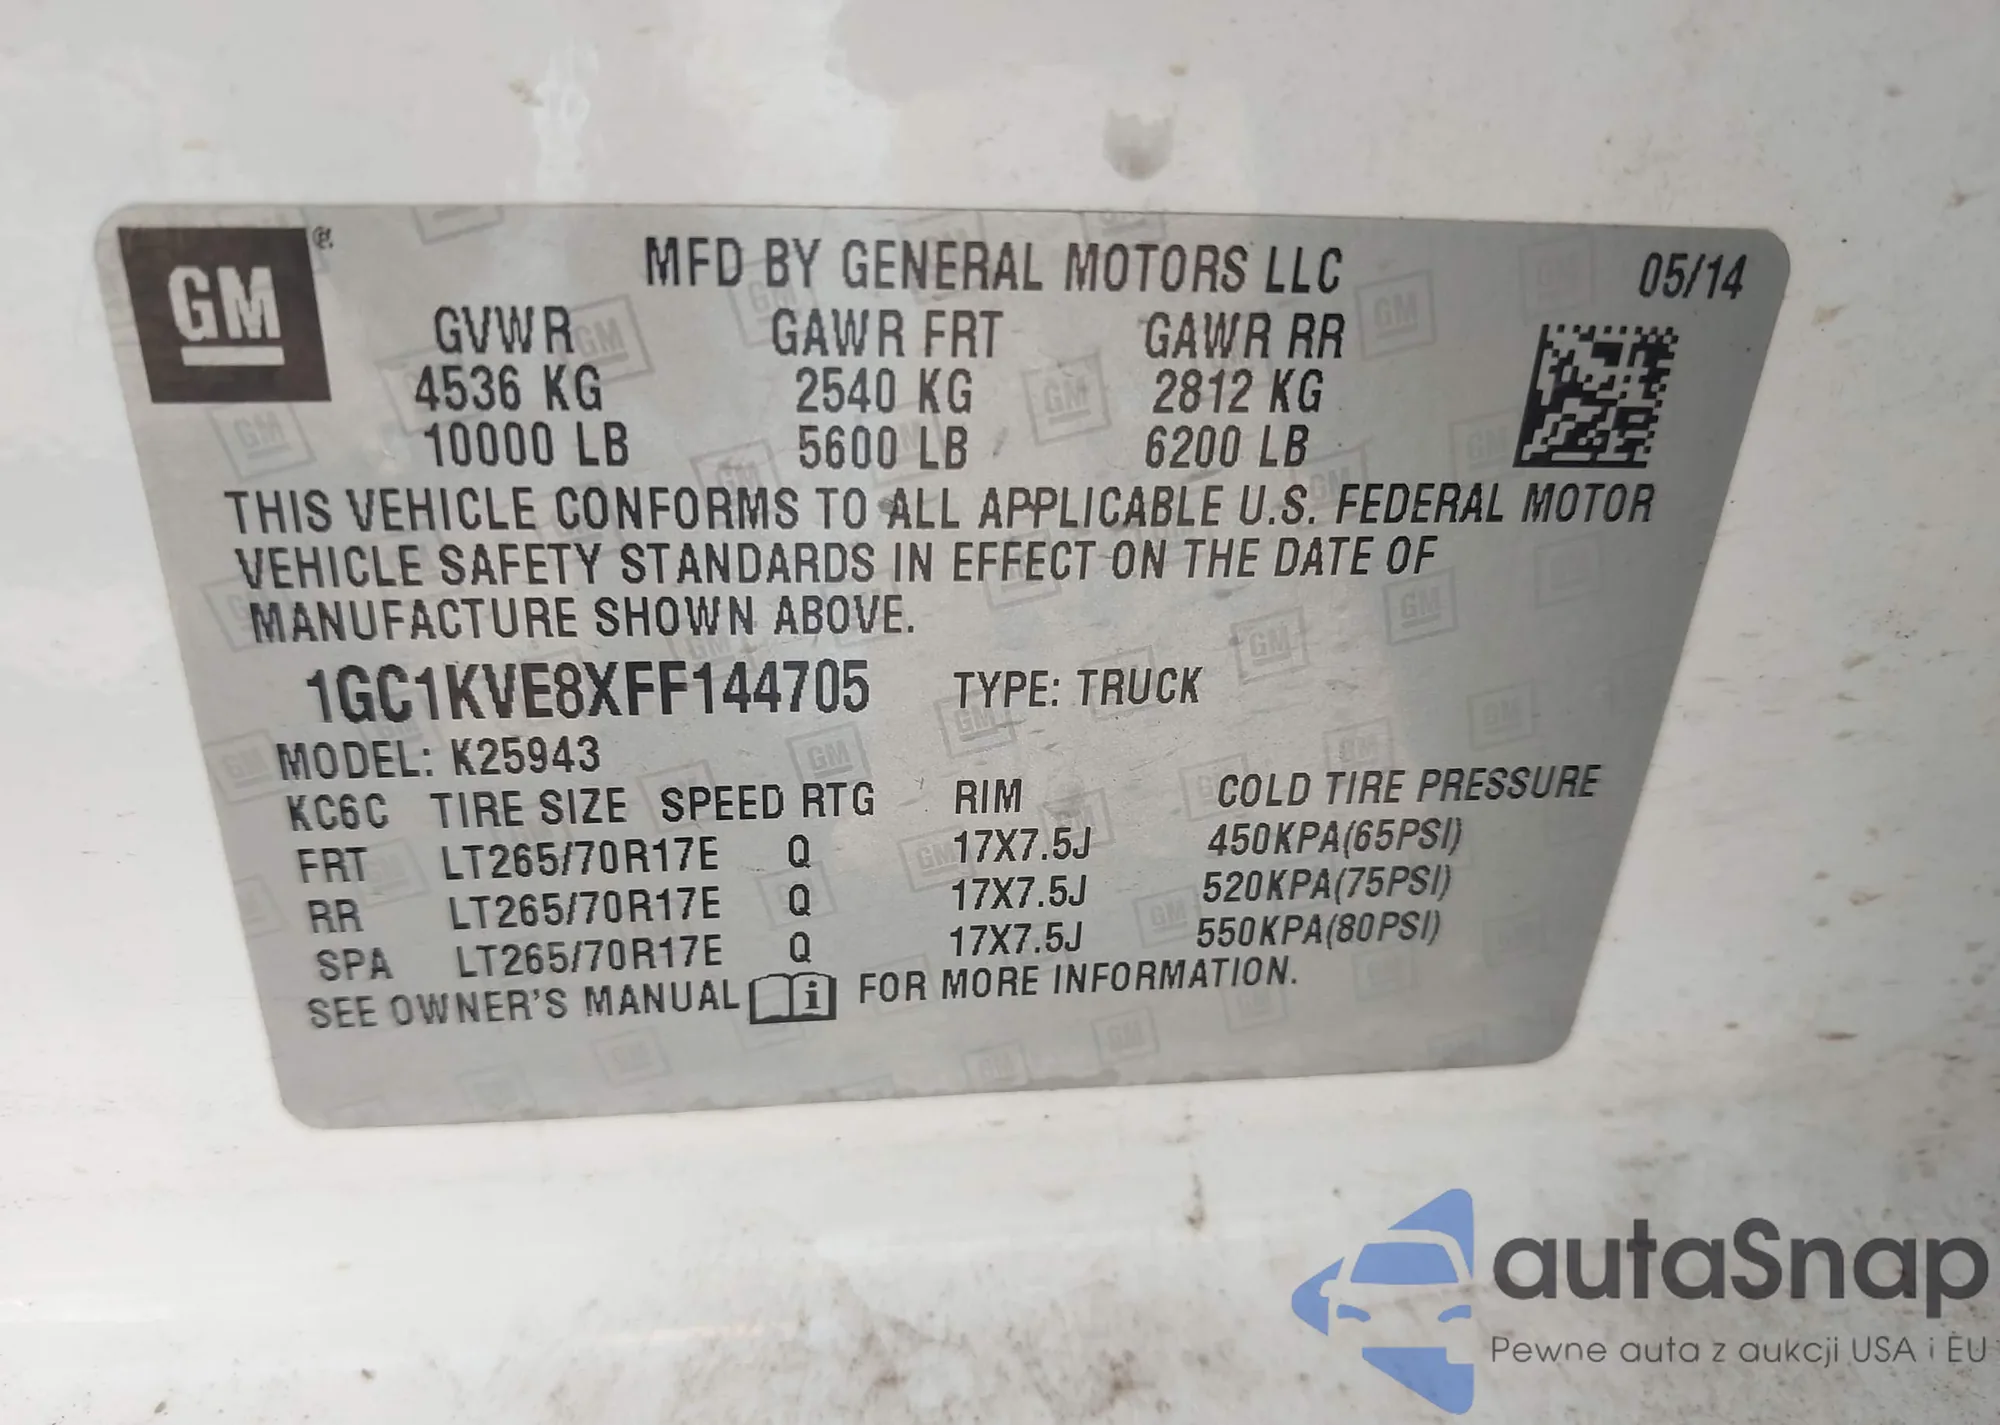 GM ®
MFD BY GENERAL MOTORS LLC 05/14
GVWR GAWR FRT GAWR RR
4536 KG 2540 KG 2812 KG
10000 LB 5600 LB 6200 LB
THIS VEHICLE CONFORMS TO ALL APPLICABLE U.S. FEDERAL MOTOR
VEHICLE SAFETY STANDARDS IN EFFECT ON THE DATE OF
MANUFACTURE SHOWN ABOVE.
1GC1KVE8XFF144705 TYPE: TRUCK
MODEL: K25943
KC6C TIRE SIZE SPEED RTG RIM COLD TIRE PRESSURE
FRT LT265/70R17E Q 17X7.5J 450KPA(65PSI)
RR LT265/70R17E Q 17X7.5J 520KPA(75PSI)
SPA LT265/70R17E Q 17X7.5J 550KPA(80PSI)
SEE OWNER'S MANUAL i FOR MORE INFORMATION.
autaSnap
Pewne auta z aukcji USA i EU